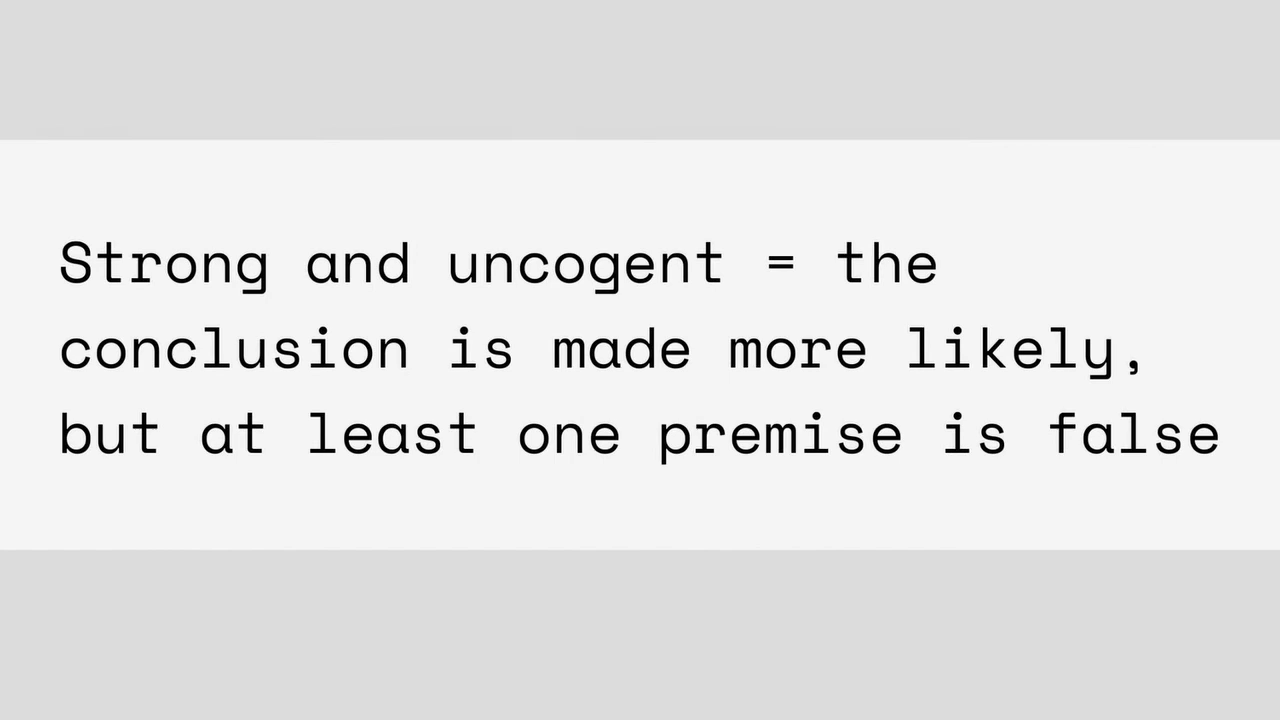 Strong and uncogent = the
conclusion is made more likely,
but at least one premise is false